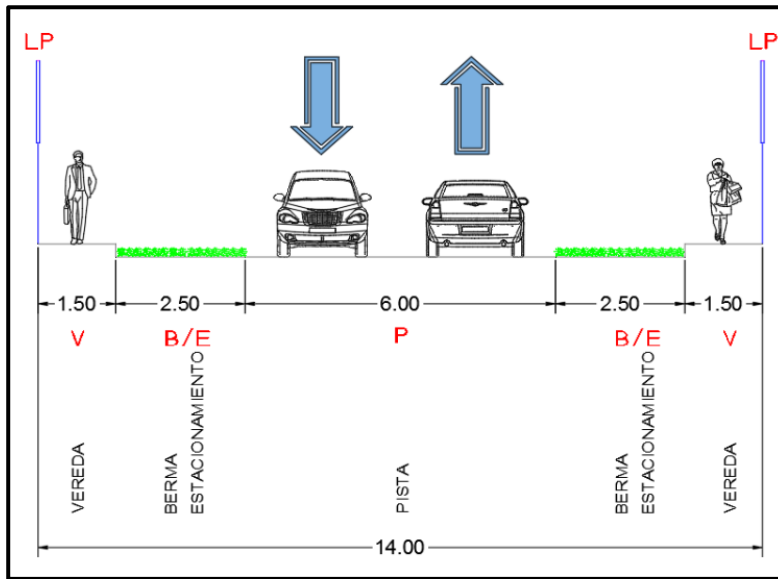 LP
LP
1.50
2.50
6.00
2.50
1.50
V
B/E
P
B/E
V
VEREDA
BERMA
ESTACIONAMIENTO
PISTA
BERMA
ESTACIONAMIENTO
VEREDA
14.00